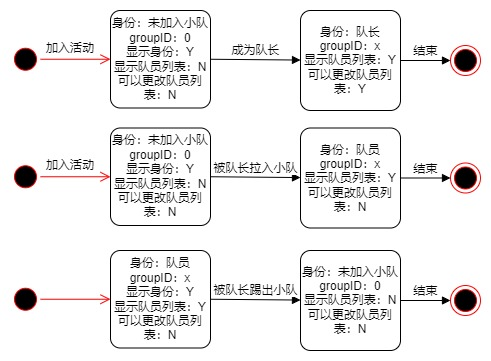 加入活动
身份：未加入小队
groupID：0
显示身份：Y
显示队员列表：N
可以更改队员列
表：N
成为队长
身份：队长
groupID：x
显示队员列表：Y
可以更改队员列
表：Y
结束
加入活动
身份：未加入小队
groupID：0
显示身份：Y
显示队员列表：N
可以更改队员列
表：N
被队长拉入小队
身份：队员
groupID：x
显示队员列表：Y
可以更改队员列
表：N
结束
身份：队员
groupID：x
显示身份：Y
显示队员列表：Y
可以更改队员列
表：N
被队长踢出小队
身份：未加入小队
groupID：0
显示队员列表：N
可以更改队员列
表：N
结束